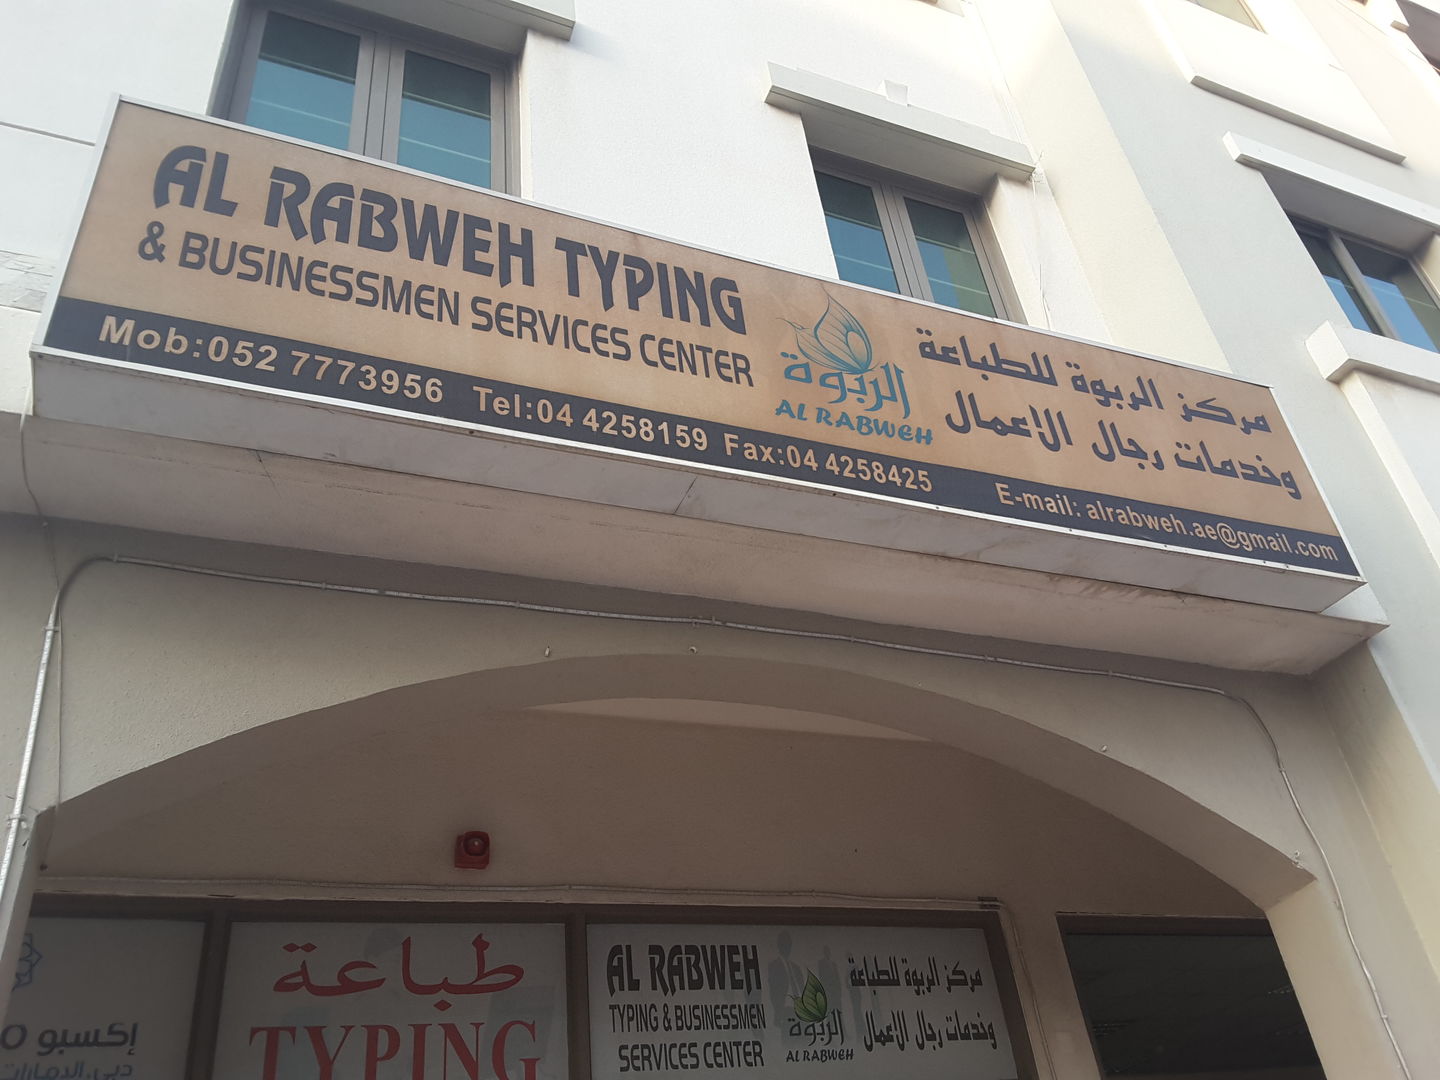 AL RABWEH TYPING
& BUSINESSMEN SERVICES CENTER
الربوة
AL RABWEH
مركز الربوة للطباعة
وخدمات رجال الاعمال
Mob:052 7773956 Tel:04 4258159 Fax:04 4258425 E-mail: alrabweh.ae@gmail.com
إكسبو
دبي، الإمارات
طباعة
TYPING
AL RABWEH
TYPING & BUSINESSMEN
SERVICES CENTER
الربوة
AL RABWEH
مركز الربوة للطباعة
وخدمات رجال الاعمال